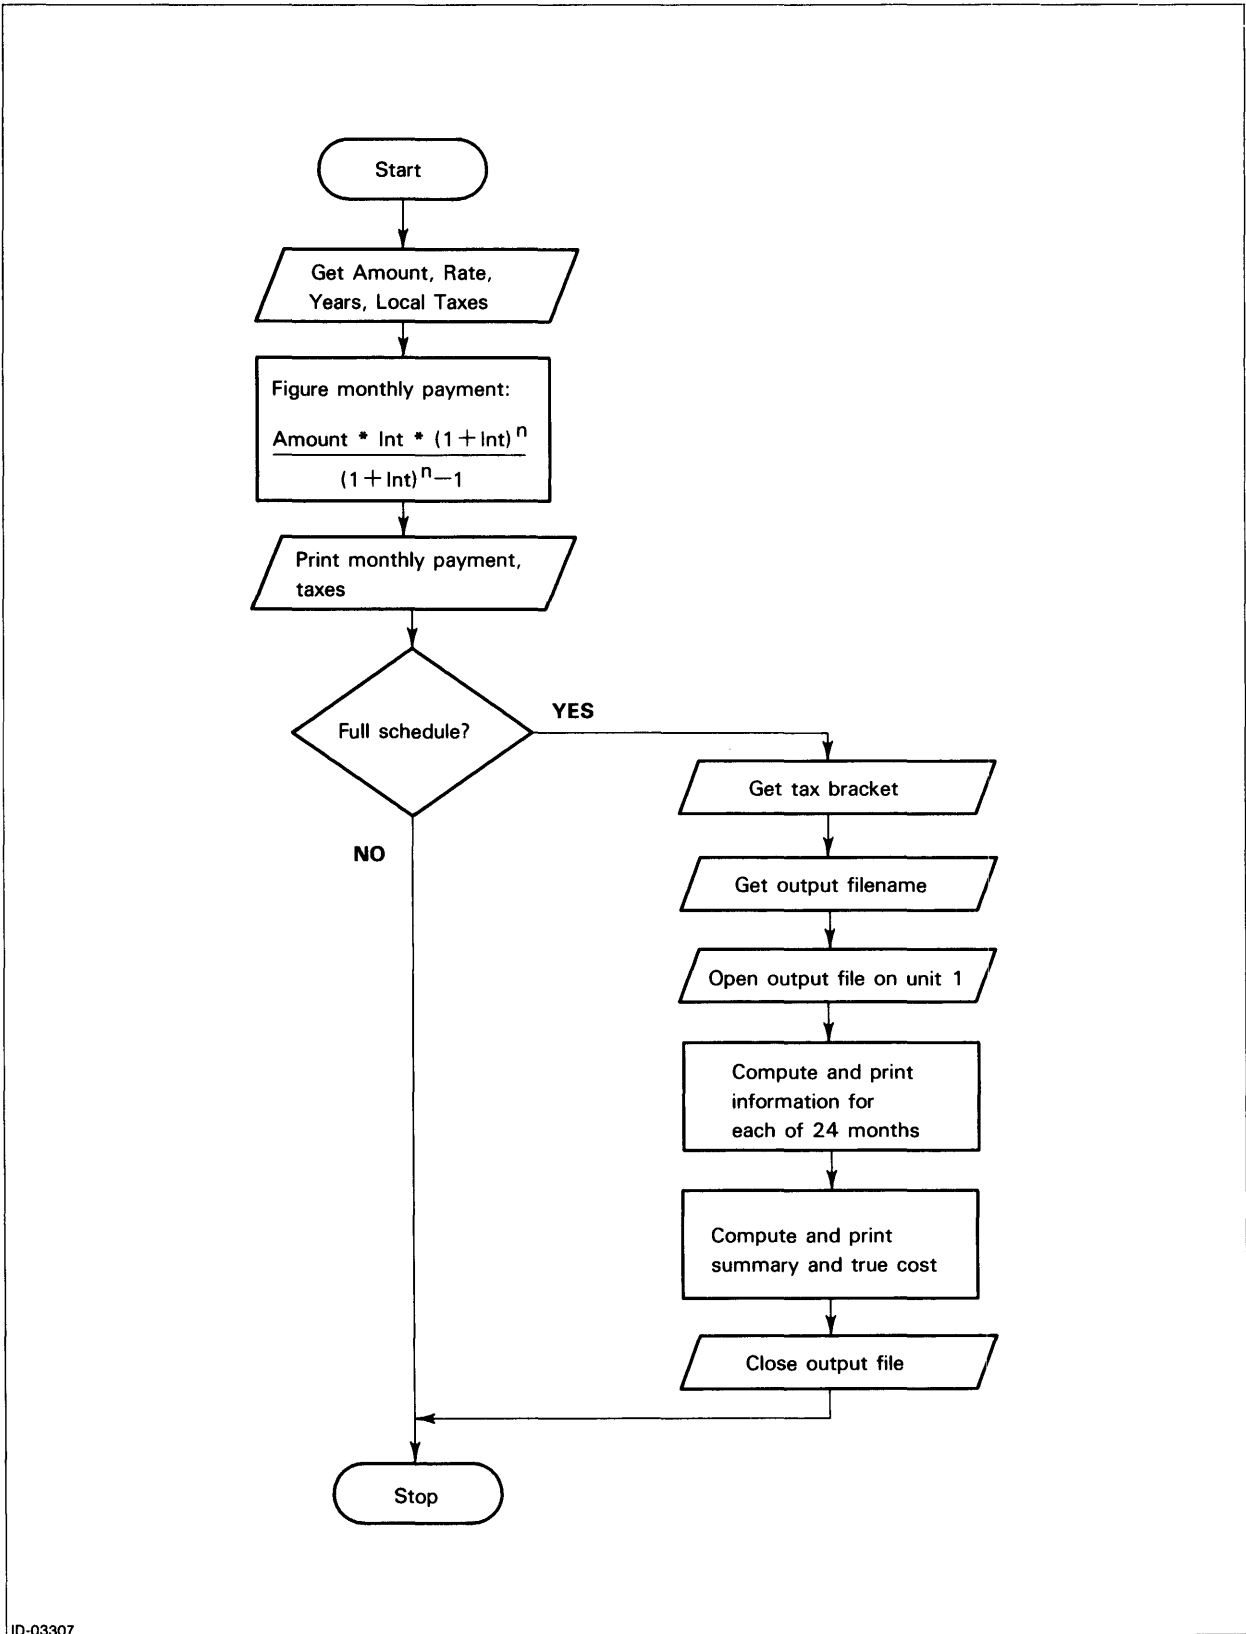 Start
Get Amount, Rate,
Years, Local Taxes
Figure monthly payment:
Amount * Int * (1+Int)^n
(1+Int)^n−1
Print monthly payment,
taxes
Full schedule?
YES
NO
Get tax bracket
Get output filename
Open output file on unit 1
Compute and print
information for
each of 24 months
Compute and print
summary and true cost
Close output file
Stop
ID-03307